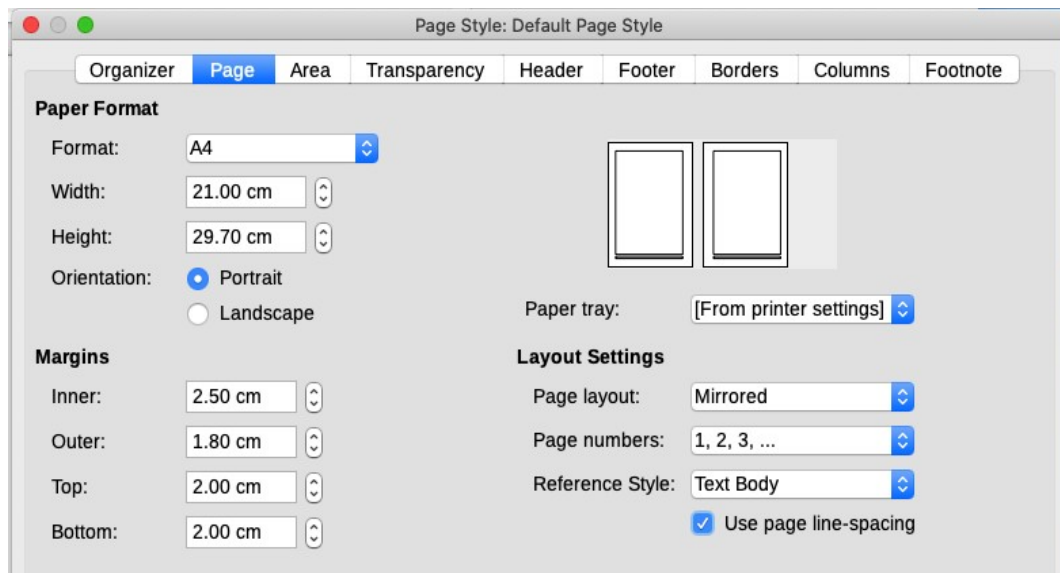 Page Style: Default Page Style
Organizer Page Area Transparency Header Footer Borders Columns Footnote
Paper Format
Format: A4
Width: 21.00 cm
Height: 29.70 cm
Orientation: Portrait
Landscape
Paper tray: [From printer settings]
Margins
Inner: 2.50 cm
Outer: 1.80 cm
Top: 2.00 cm
Bottom: 2.00 cm
Layout Settings
Page layout: Mirrored
Page numbers: 1, 2, 3, ...
Reference Style: Text Body
Use page line-spacing